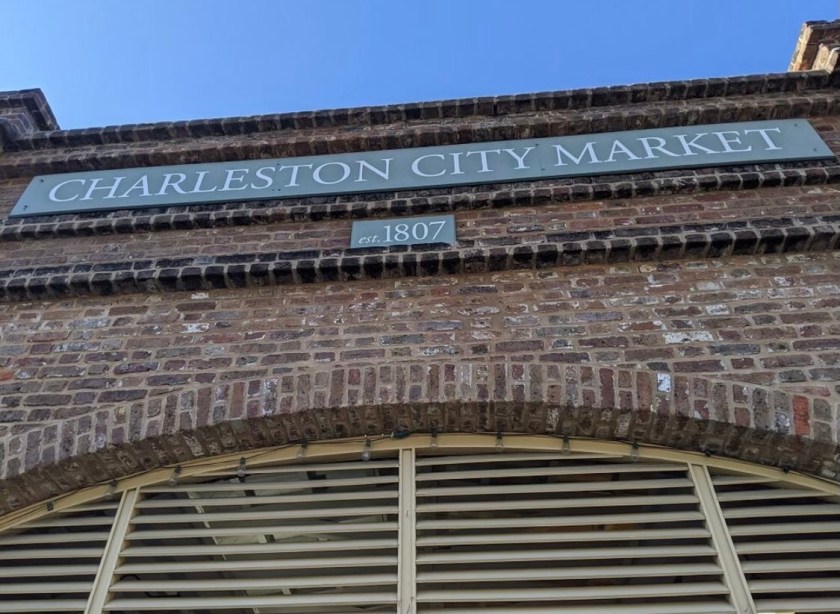 CHARLESTON CITY MARKET
est. 1807